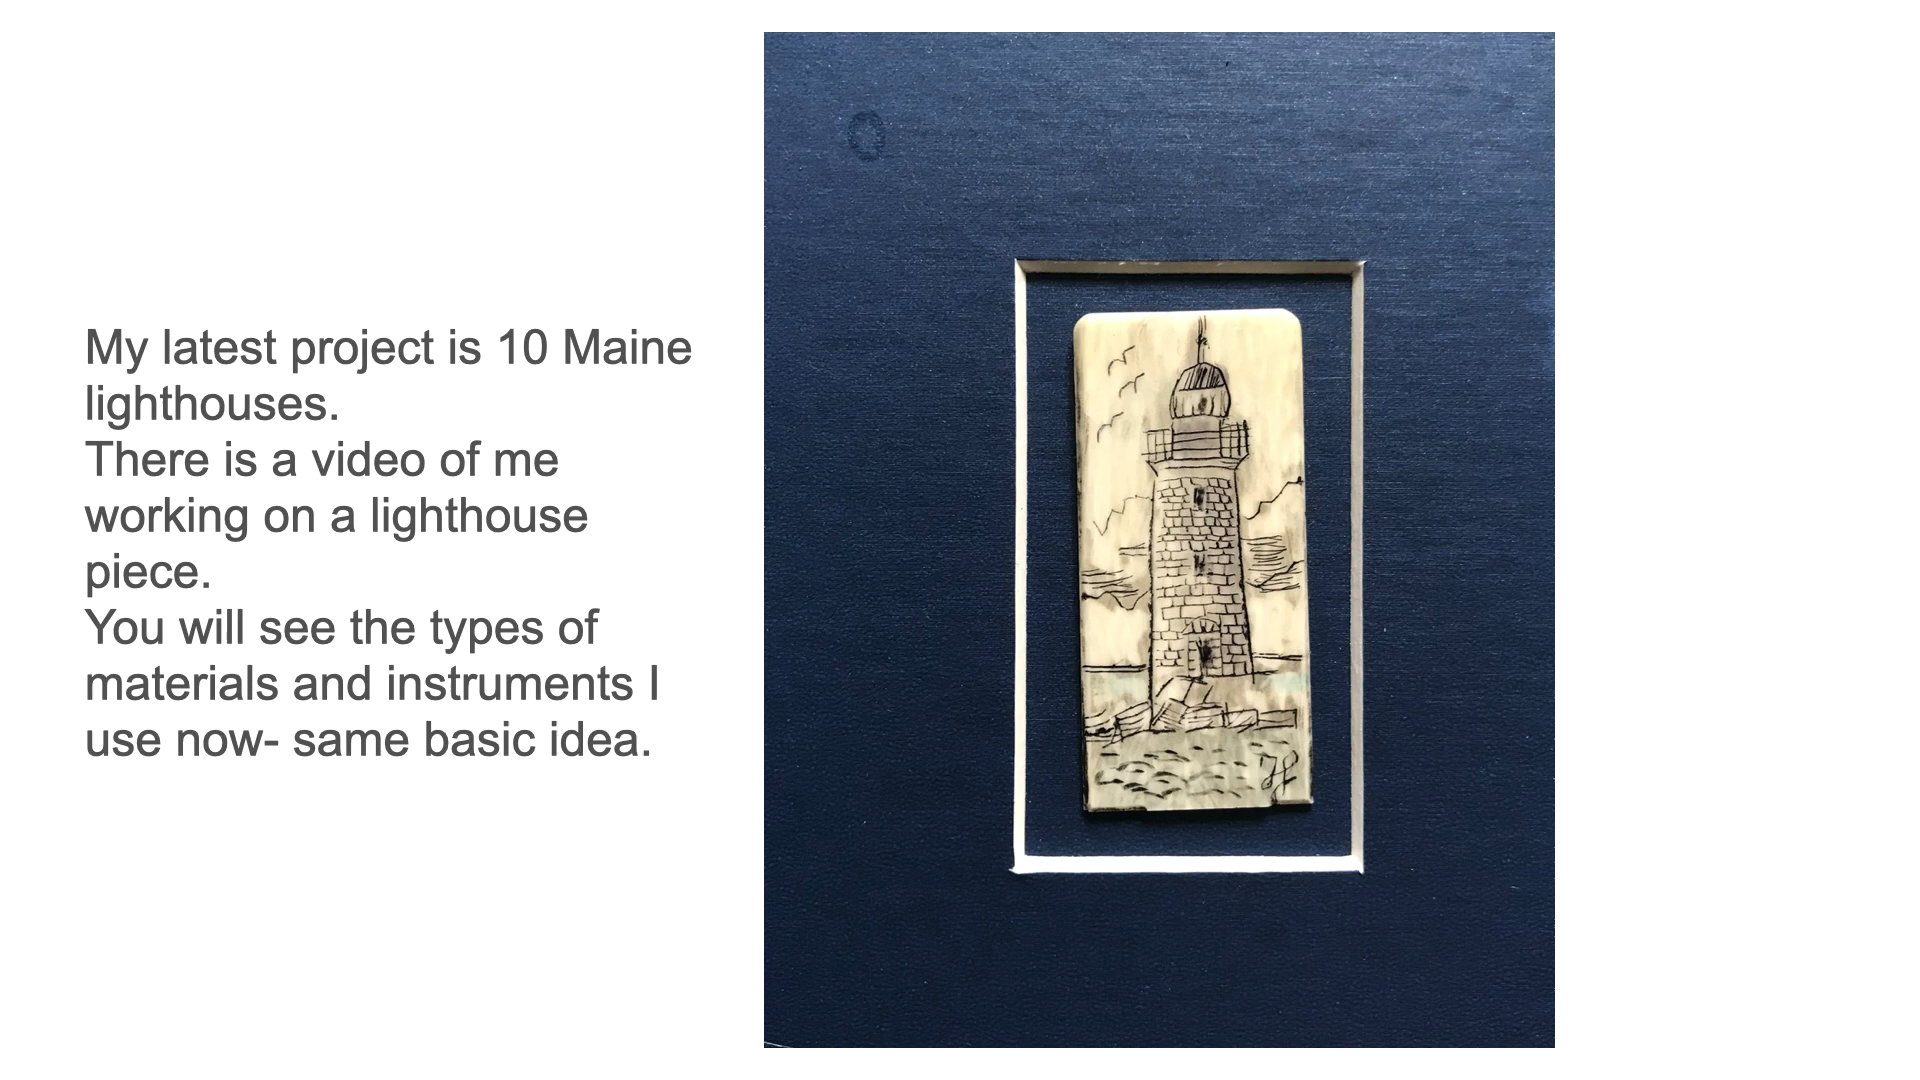 My latest project is 10 Maine
lighthouses.
There is a video of me
working on a lighthouse
piece.
You will see the types of
materials and instruments I
use now- same basic idea.